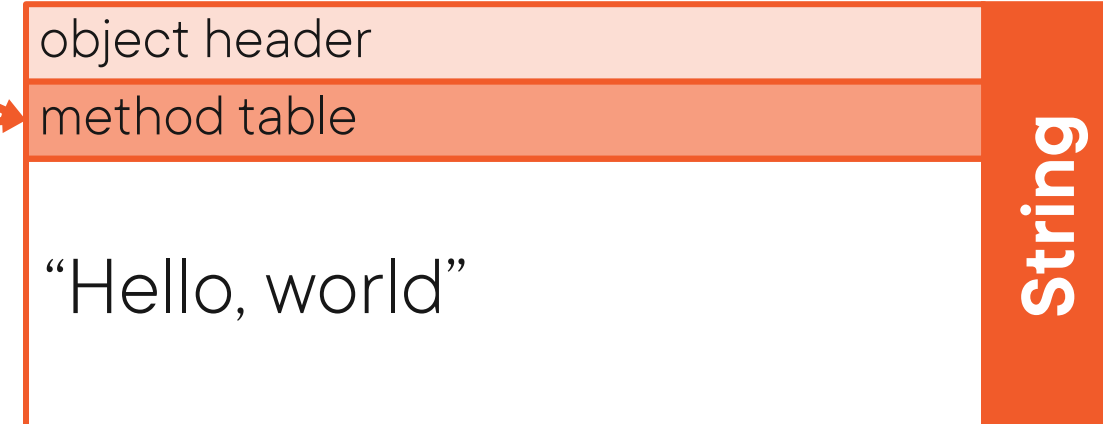 object header
method table
“Hello, world”
String